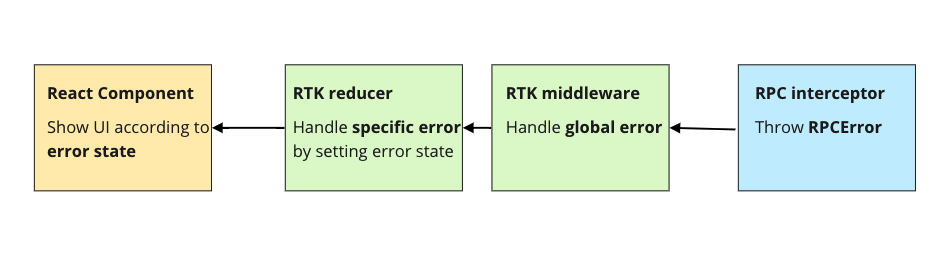 React Component
Show UI according to
error state
RTK reducer
Handle specific error
by setting error state
RTK middleware
Handle global error
RPC interceptor
Throw RPCError